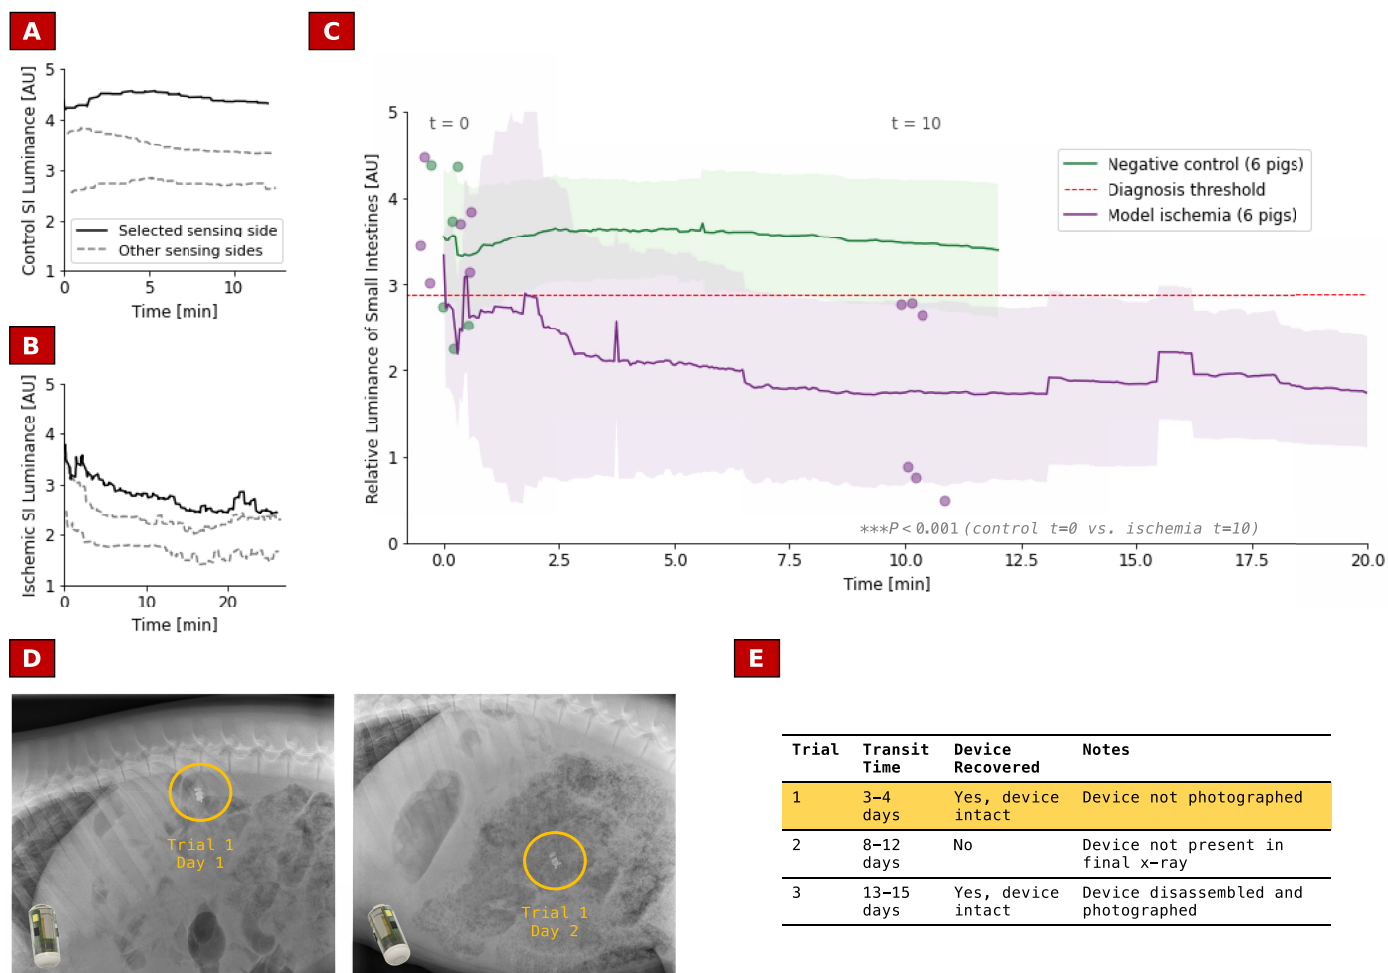 A
Control SI Luminance [AU]
5
4
3
2
1
Selected sensing side
Other sensing sides
0 5 10
Time [min]
B
Ischemic SI Luminance [AU]
5
4
3
2
1
0 10 20
Time [min]
C
Relative Luminance of Small Intestines [AU]
5
4
3
2
1
0
t = 0
t = 10
Negative control (6 pigs)
Diagnosis threshold
Model ischemia (6 pigs)
***P < 0.001 (control t=0 vs. ischemia t=10)
0.0 2.5 5.0 7.5 10.0 12.5 15.0 17.5 20.0
Time [min]
D
Trial 1
Day 1
Trial 1
Day 2
E
Trial Transit Device Notes
Time Recovered
1 3–4 Yes, device Device not photographed
days intact
2 8–12 No Device not present in
days final x-ray
3 13–15 Yes, device Device disassembled and
days intact photographed